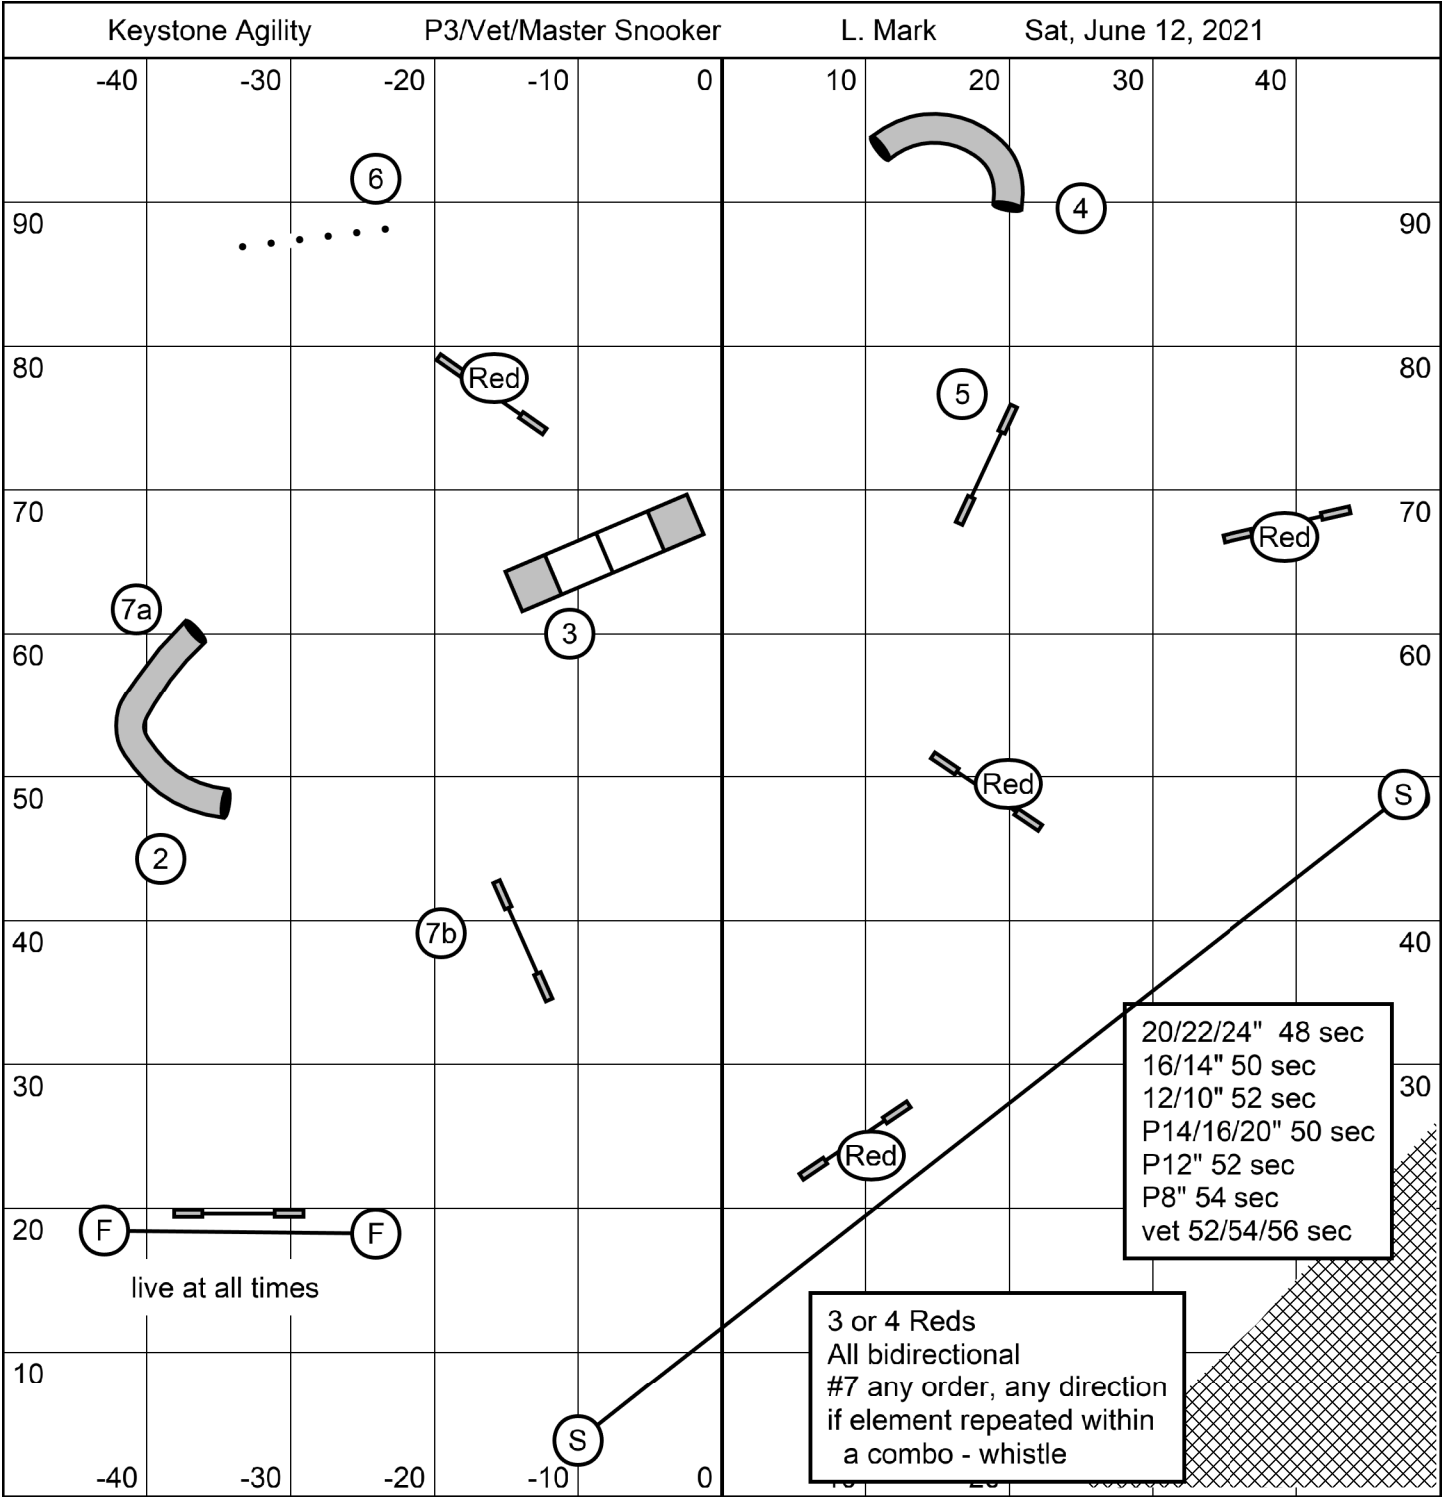 Keystone Agility P3/Vet/Master Snooker L. Mark Sat, June 12, 2021
-40 -30 -20 -10 0 10 20 30 40
6
4
90 90
80 80
Red
5
70 70
Red
7a
3
60 60
Red
50 S
2
7b
40 40
20/22/24" 48 sec
16/14" 50 sec
12/10" 52 sec
P14/16/20" 50 sec
P12" 52 sec
P8" 54 sec
vet 52/54/56 sec
30 30
Red
20 F F
live at all times
3 or 4 Reds
All bidirectional
#7 any order, any direction
if element repeated within
a combo - whistle
10
S
-40 -30 -20 -10 0